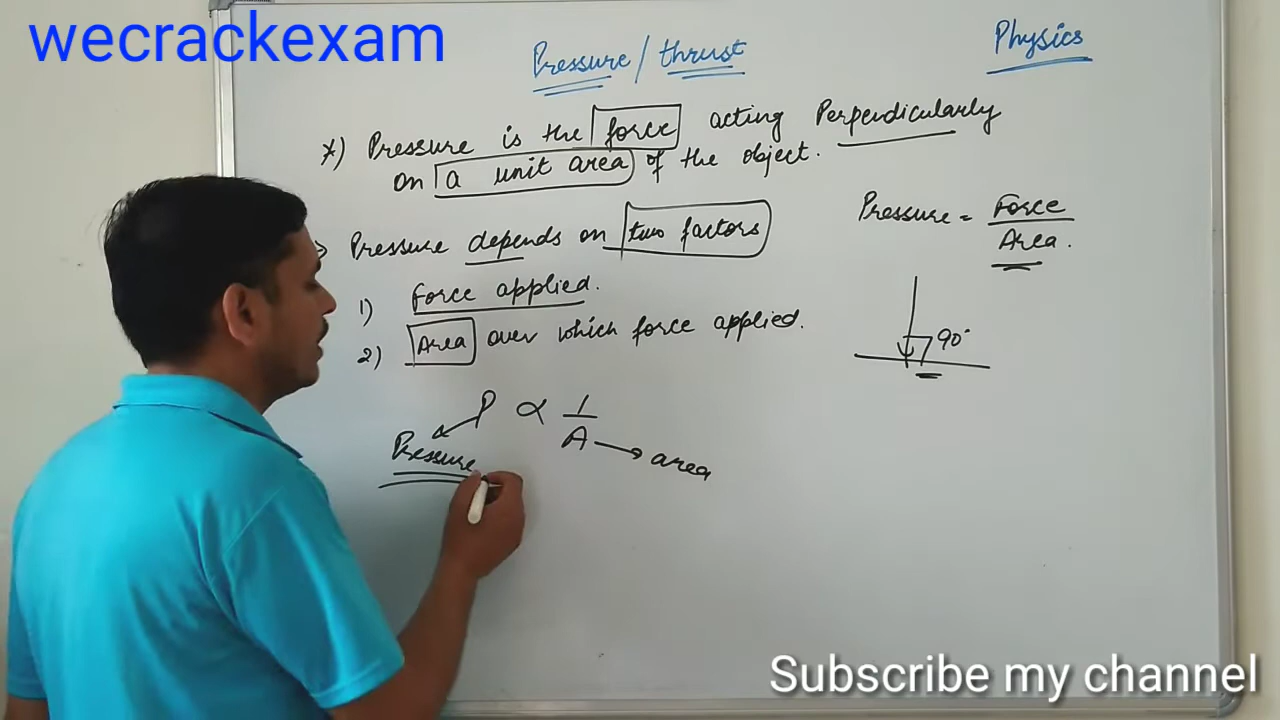 wecrackexam
Pressure / thrust
Physics
*) Pressure is the force acting Perpendicularly
on a unit area of the object.
Pressure = Force
Area.
> Pressure depends on two factors
1) Force applied.
2) Area over which force applied.
90°
P ∝ 1
A
Pressure
area
Subscribe my channel